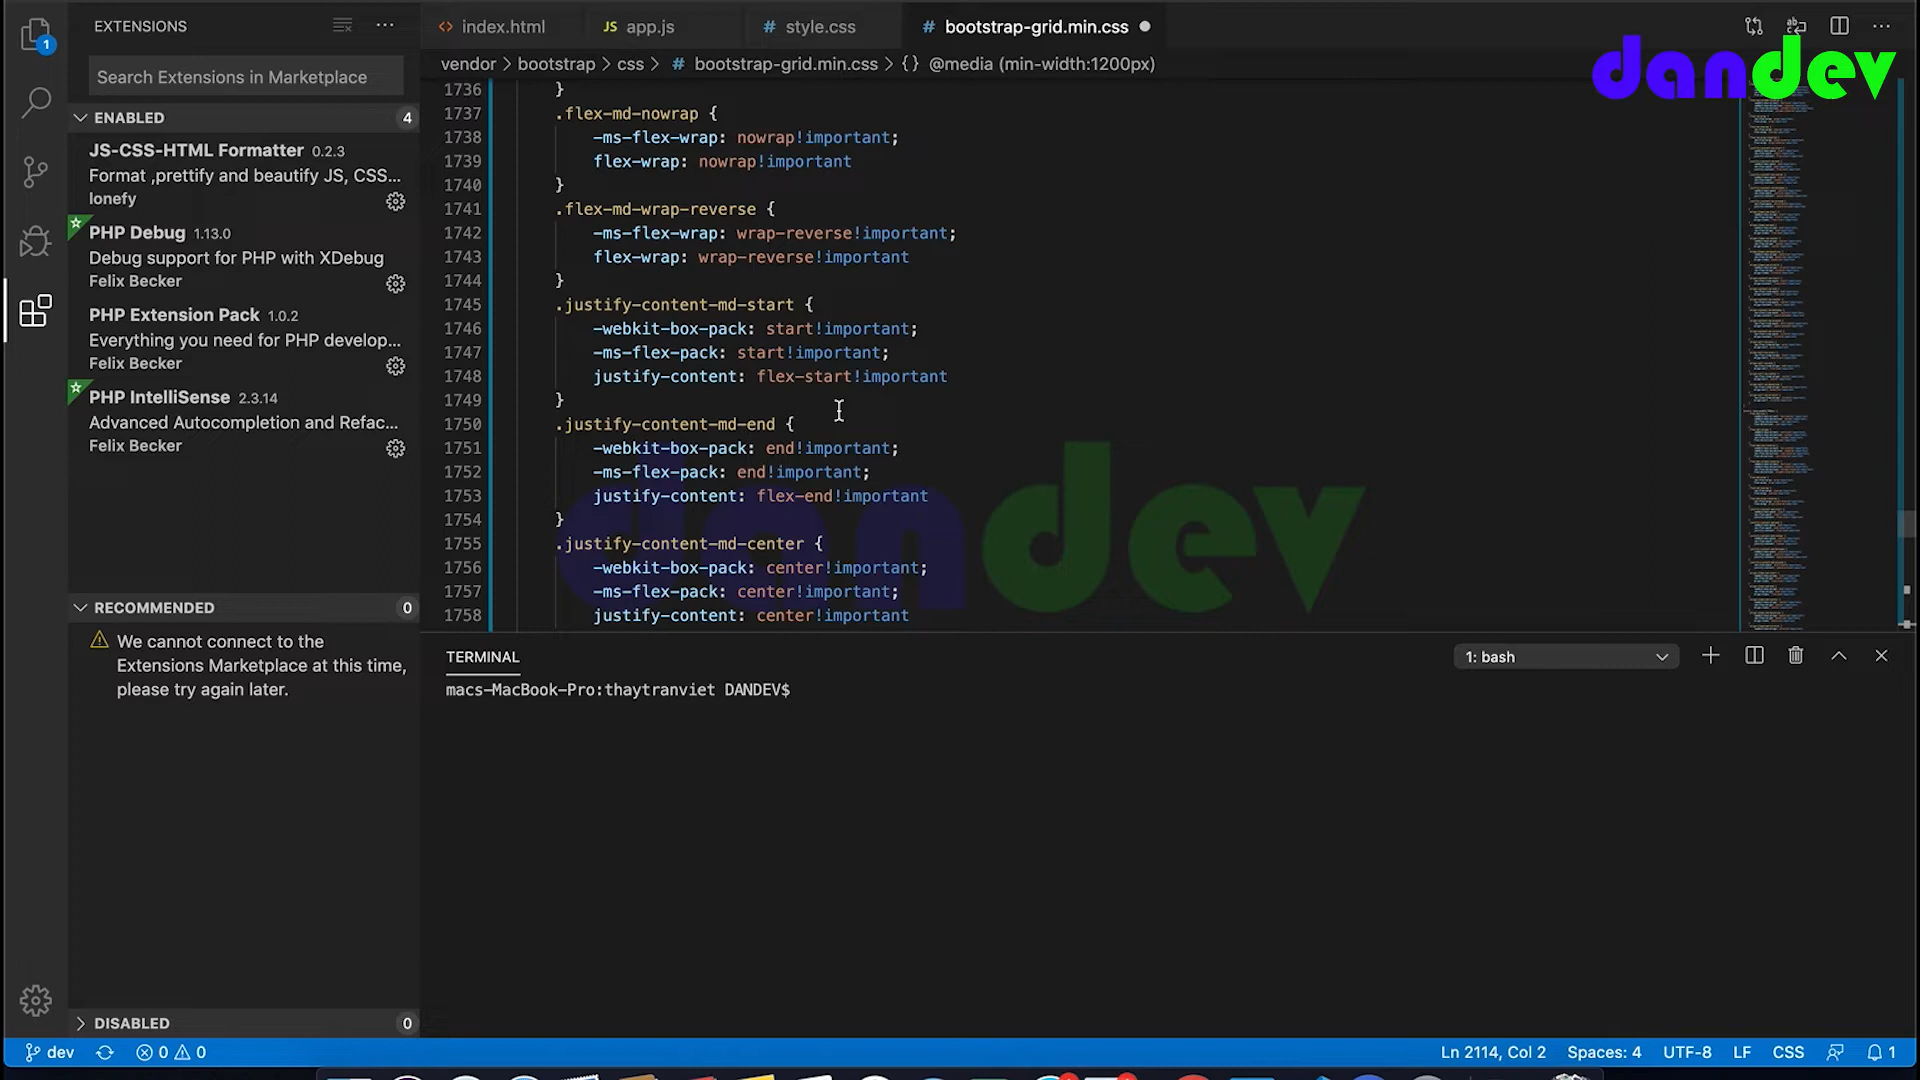 EXTENSIONS
Search Extensions in Marketplace
ENABLED 4
JS-CSS-HTML Formatter 0.2.3
Format ,prettify and beautify JS, CSS...
lonefy
PHP Debug 1.13.0
Debug support for PHP with XDebug
Felix Becker
PHP Extension Pack 1.0.2
Everything you need for PHP develop...
Felix Becker
PHP IntelliSense 2.3.14
Advanced Autocompletion and Refac...
Felix Becker
RECOMMENDED 0
We cannot connect to the
Extensions Marketplace at this time,
please try again later.
DISABLED 0
1
<> index.html
JS app.js
# style.css
# bootstrap-grid.min.css
vendor > bootstrap > css > # bootstrap-grid.min.css > {} @media (min-width:1200px)
dandev
1736 }
1737 .flex-md-nowrap {
1738 -ms-flex-wrap: nowrap!important;
1739 flex-wrap: nowrap!important
1740 }
1741 .flex-md-wrap-reverse {
1742 -ms-flex-wrap: wrap-reverse!important;
1743 flex-wrap: wrap-reverse!important
1744 }
1745 .justify-content-md-start {
1746 -webkit-box-pack: start!important;
1747 -ms-flex-pack: start!important;
1748 justify-content: flex-start!important
1749 }
1750 .justify-content-md-end {
1751 -webkit-box-pack: end!important;
1752 -ms-flex-pack: end!important;
1753 justify-content: flex-end!important
1754 }
1755 .justify-content-md-center {
1756 -webkit-box-pack: center!important;
1757 -ms-flex-pack: center!important;
1758 justify-content: center!important
dandev
TERMINAL
1: bash
macs-MacBook-Pro:thaytranviet DANDEV$
dev
0 0
Ln 2114, Col 2
Spaces: 4
UTF-8
LF
CSS
1